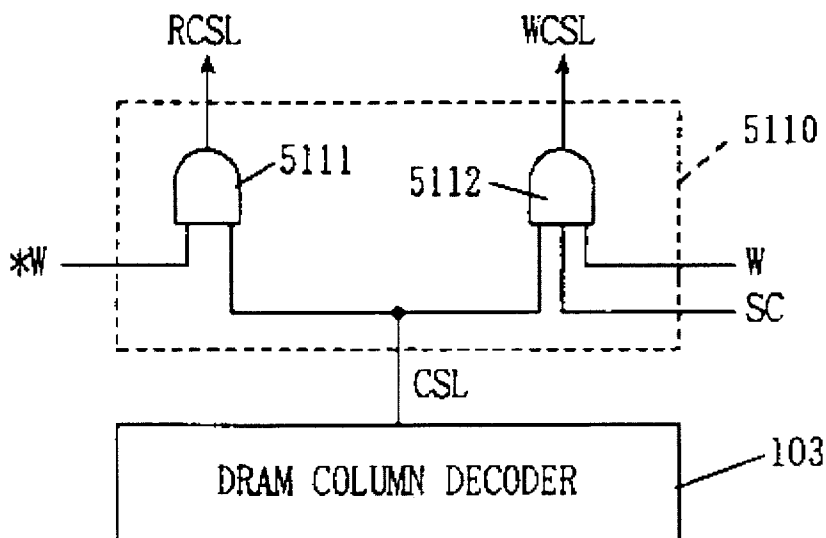 RCSL WCSL
5110
5111 5112
*W W
SC
CSL
103
DRAM COLUMN DECODER